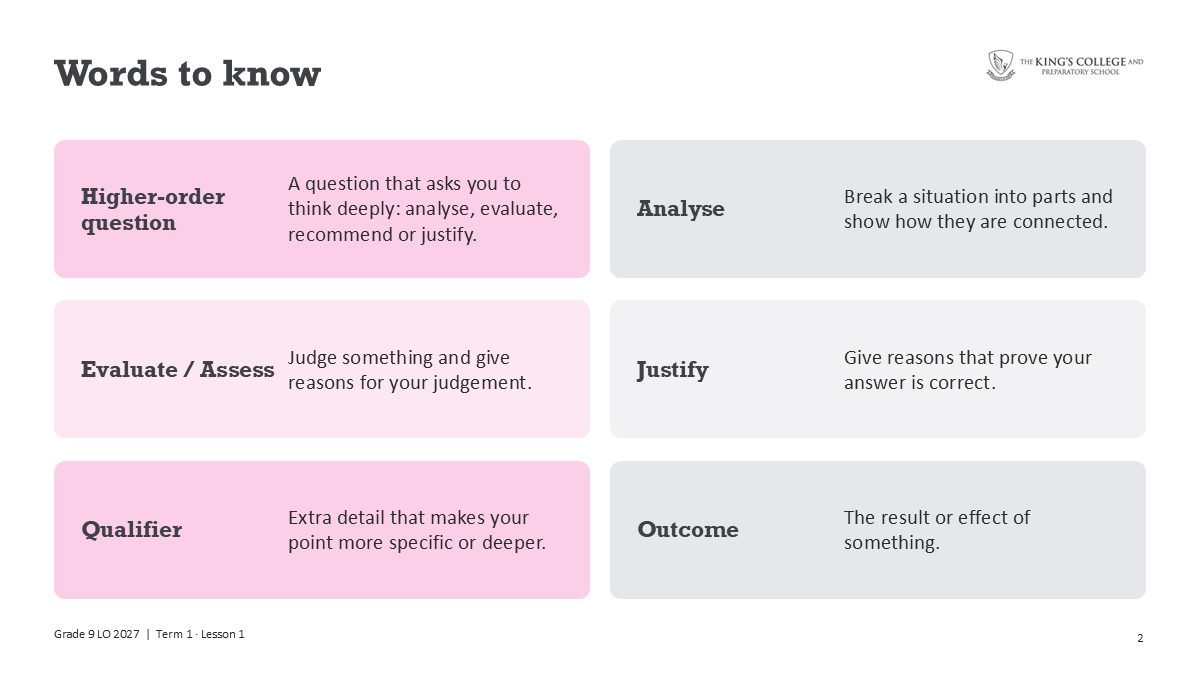 Words to know
THE KING'S COLLEGE AND
PREPARATORY SCHOOL
Higher-order
question
A question that asks you to
think deeply: analyse, evaluate,
recommend or justify.
Analyse
Break a situation into parts and
show how they are connected.
Evaluate / Assess
Judge something and give
reasons for your judgement.
Justify
Give reasons that prove your
answer is correct.
Qualifier
Extra detail that makes your
point more specific or deeper.
Outcome
The result or effect of
something.
Grade 9 LO 2027 | Term 1 · Lesson 1
2